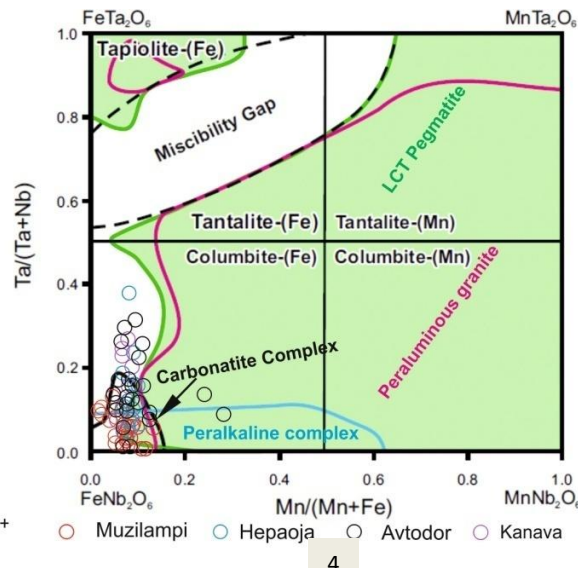 FeTa₂O₆ MnTa₂O₆
1.0
Tapiolite-(Fe)
Miscibility Gap
0.8
LCT Pegmatite
0.6
Tantalite-(Fe) Tantalite-(Mn)
Ta/(Ta+Nb)
Columbite-(Fe) Columbite-(Mn)
0.4
Peraluminous granite
Carbonatite Complex
0.2
Peralkaline complex
0.0
0.0 0.2 0.4 0.6 0.8 1.0
FeNb₂O₆ Mn/(Mn+Fe) MnNb₂O₆
+ Muzilampi Hepaoja Avtodor Kanava
4